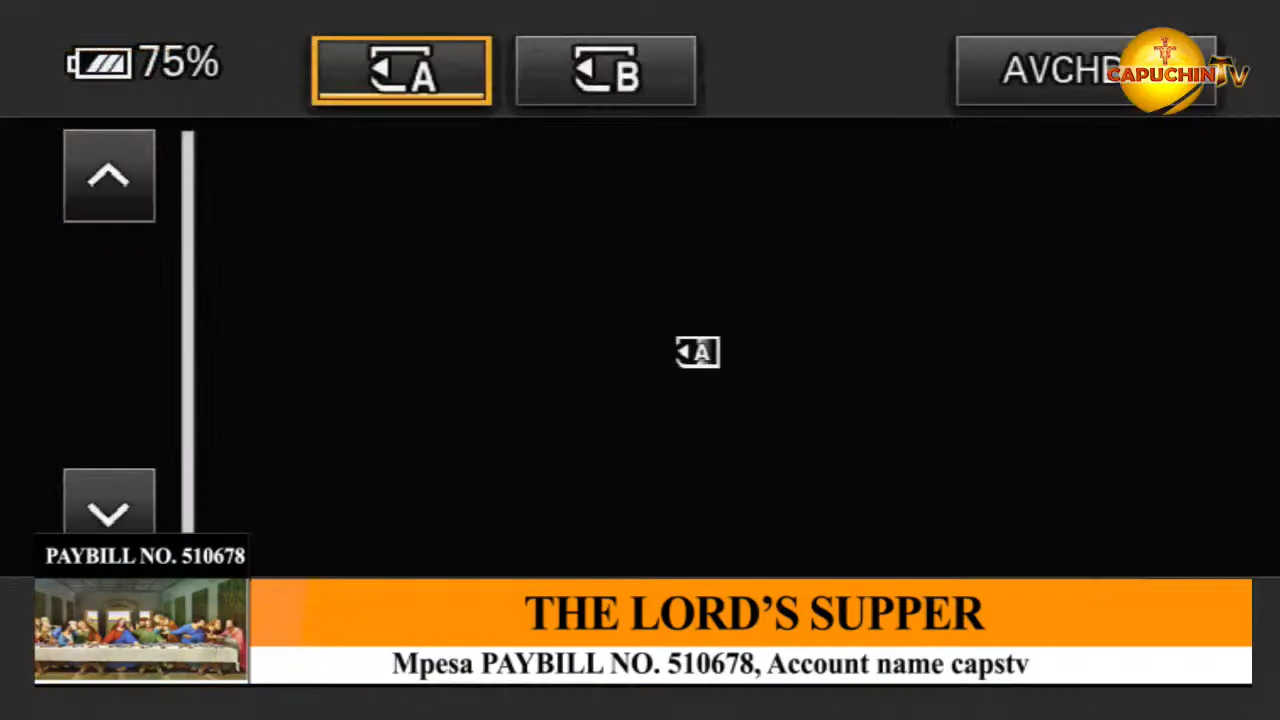 75%
A
B
AVCHD
CAPUCHIN TV
A
PAYBILL NO. 510678
THE LORD'S SUPPER
Mpesa PAYBILL NO. 510678, Account name capstv